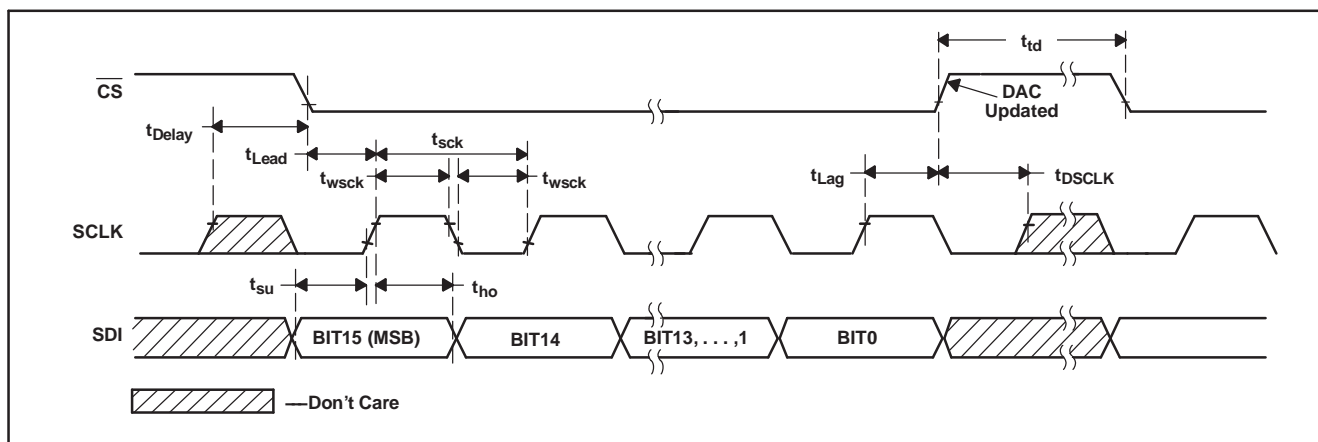 t_td
CS
DAC
Updated
t_Delay
t_Lead
t_sck
t_wsck
t_wsck
t_Lag
t_DSCLK
SCLK
t_su
t_ho
SDI
BIT15 (MSB)
BIT14
BIT13, . . . ,1
BIT0
—Don't Care